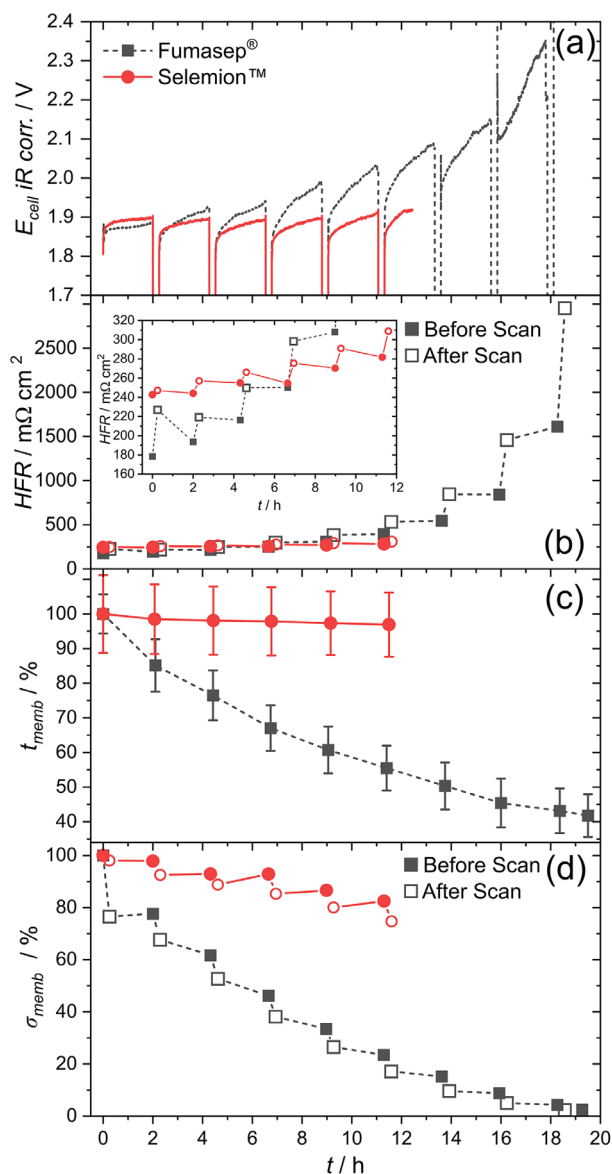 (a)
Fumasep®
Selemion™
E_cell iR corr. / V
2.4
2.3
2.2
2.1
2.0
1.9
1.8
1.7
(b)
Before Scan
After Scan
HFR / mΩ cm²
2500
2000
1500
1000
500
0
HFR / mΩ cm²
320
300
280
260
240
220
200
180
160
0 2 4 6 8 10 12
t / h
(c)
t_memb / %
100
90
80
70
60
50
40
(d)
Before Scan
After Scan
σ_memb / %
100
80
60
40
20
0
0 2 4 6 8 10 12 14 16 18 20
t / h